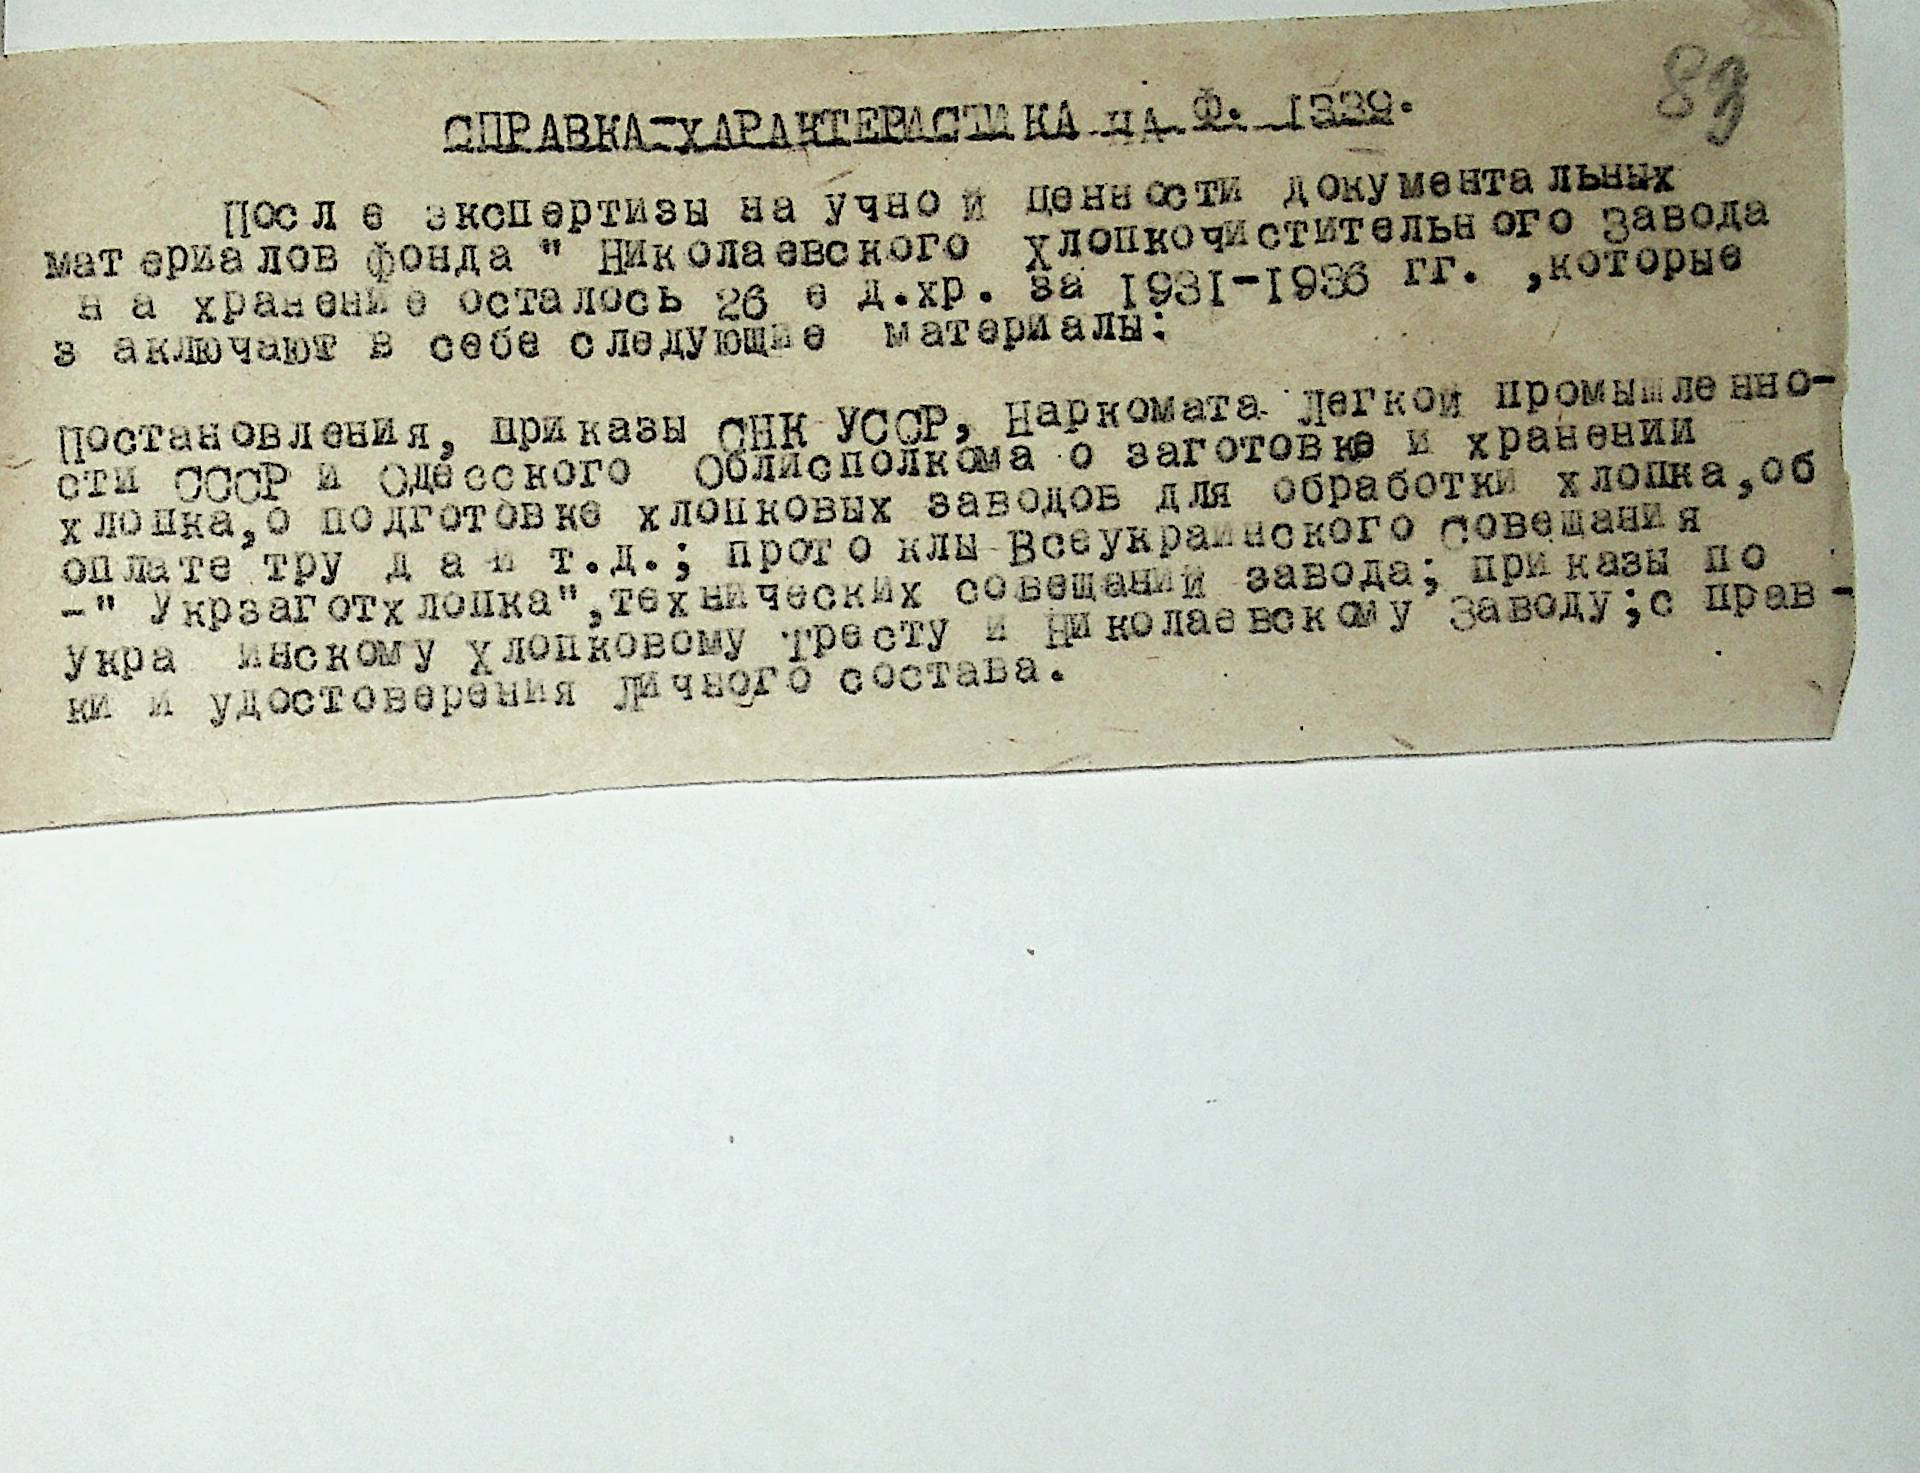 89
СПРАВКА-ХАРАКТЕРИСТИКА НА Ф. 1339.
После экспертизы научной ценности документальных
материалов фонда " Николаевского хлопкочистительного завода
на хранение осталось 26 ед.хр. за 1931-1936 гг. ,которые
заключают в себе следующие материалы:
Постановления, приказы СНК УССР, Наркомата Легкой промышленно-
сти СССР и Одесского Облисполкома о заготовке и хранении
хлопка,о подготовке хлопковых заводов для обработки хлопка,об
оплате труда и т.д.; протоклы Всеукраинского Совещания
-" Укрзаготхлопка",технических совещаний завода; приказы по
Украинскому Хлопковому Тресту и Николаевскому Заводу;справ-
ки и удостоверения Личного состава.